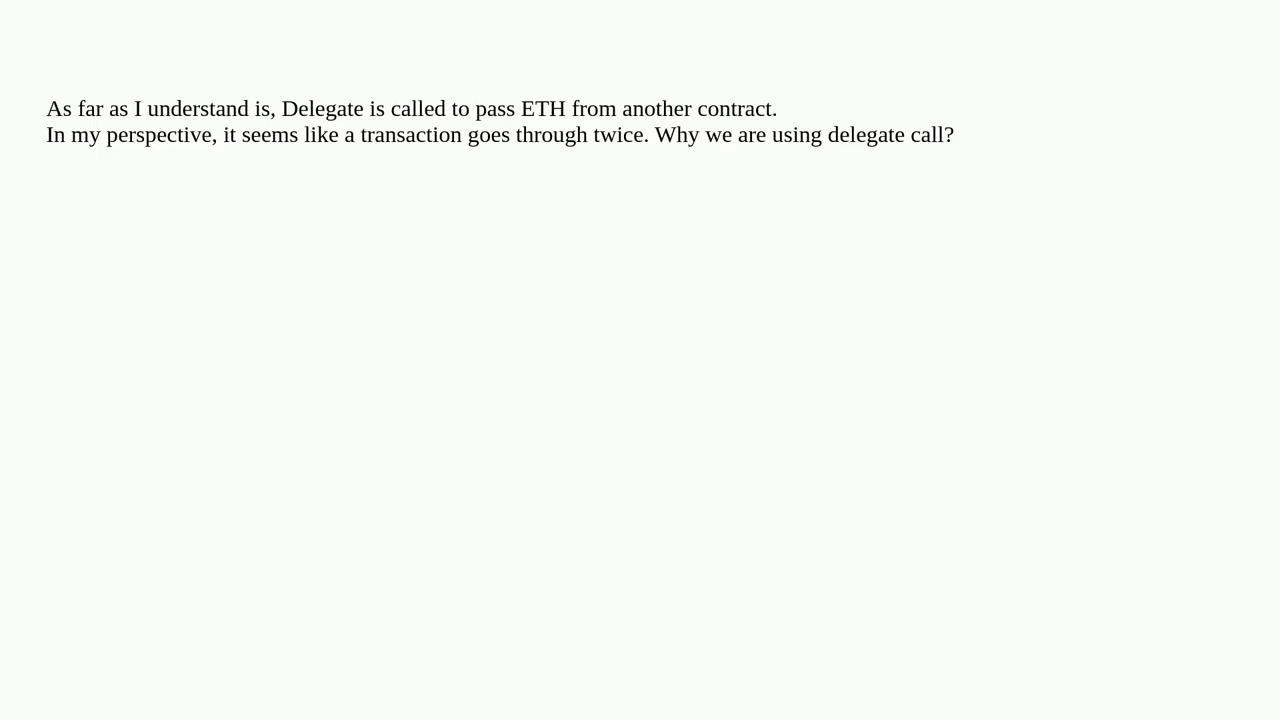 As far as I understand is, Delegate is called to pass ETH from another contract.
In my perspective, it seems like a transaction goes through twice. Why we are using delegate call?